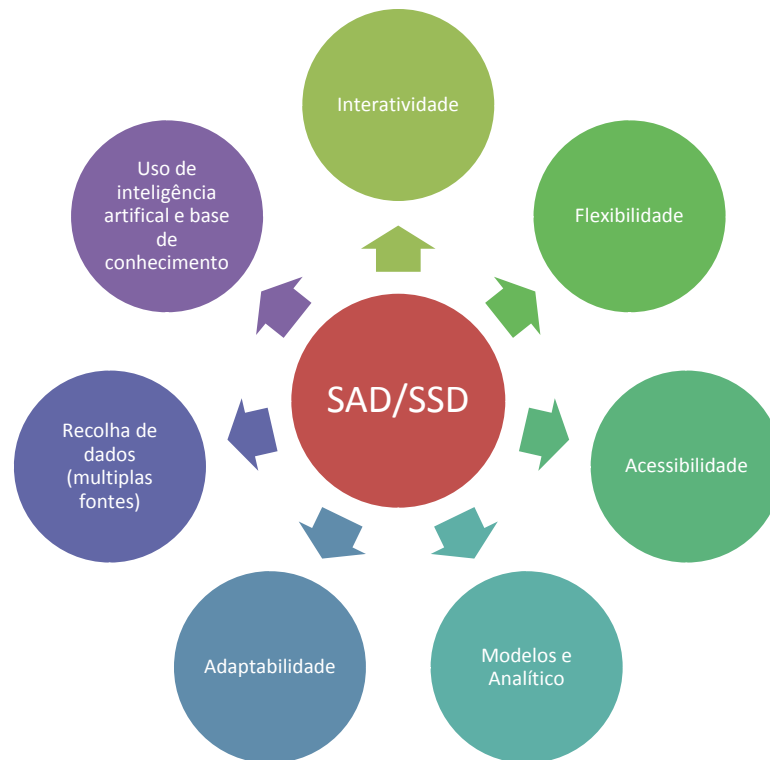 Interatividade
Flexibilidade
Acessibilidade
Modelos e
Analítico
Adaptabilidade
Recolha de
dados
(multiplas
fontes)
Uso de
inteligência
artifical e base
de
conhecimento
SAD/SSD